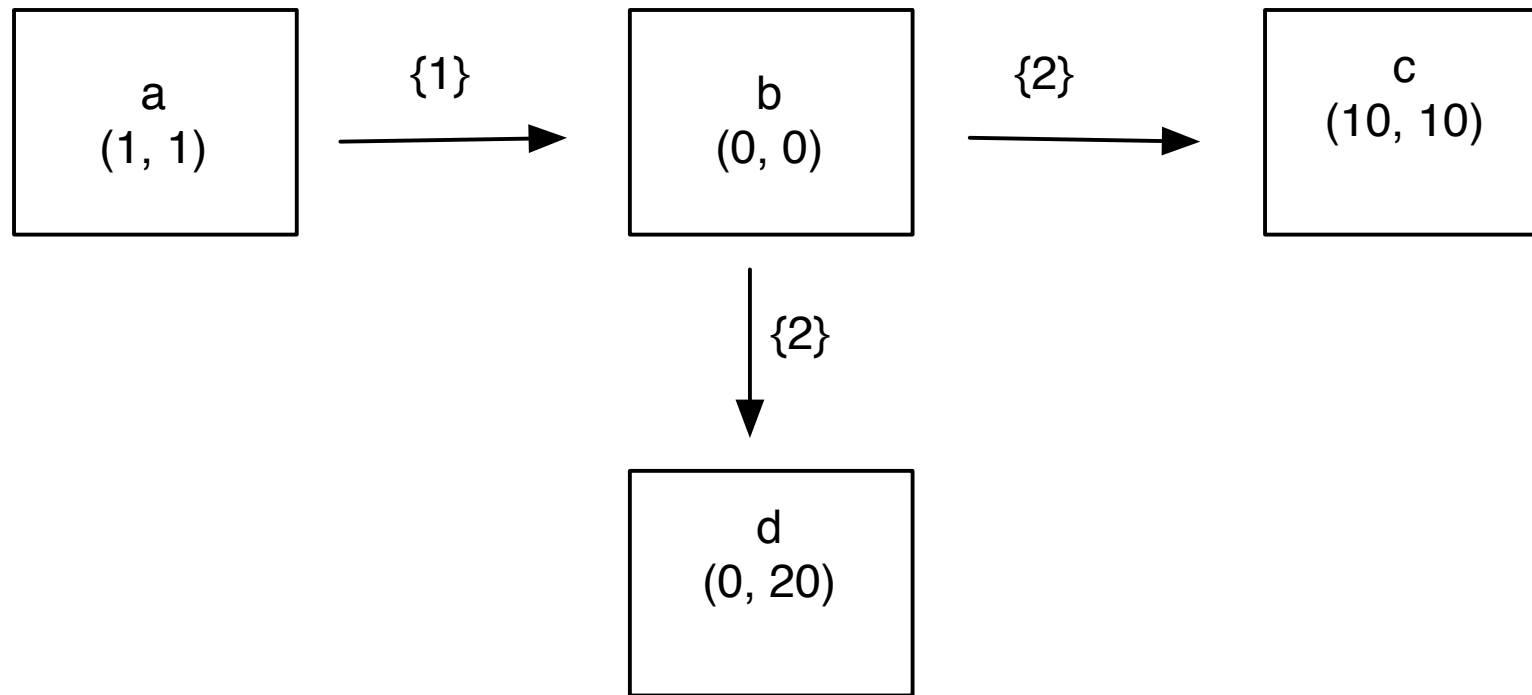 a
(1, 1)
{1}
b
(0, 0)
{2}
c
(10, 10)
{2}
d
(0, 20)